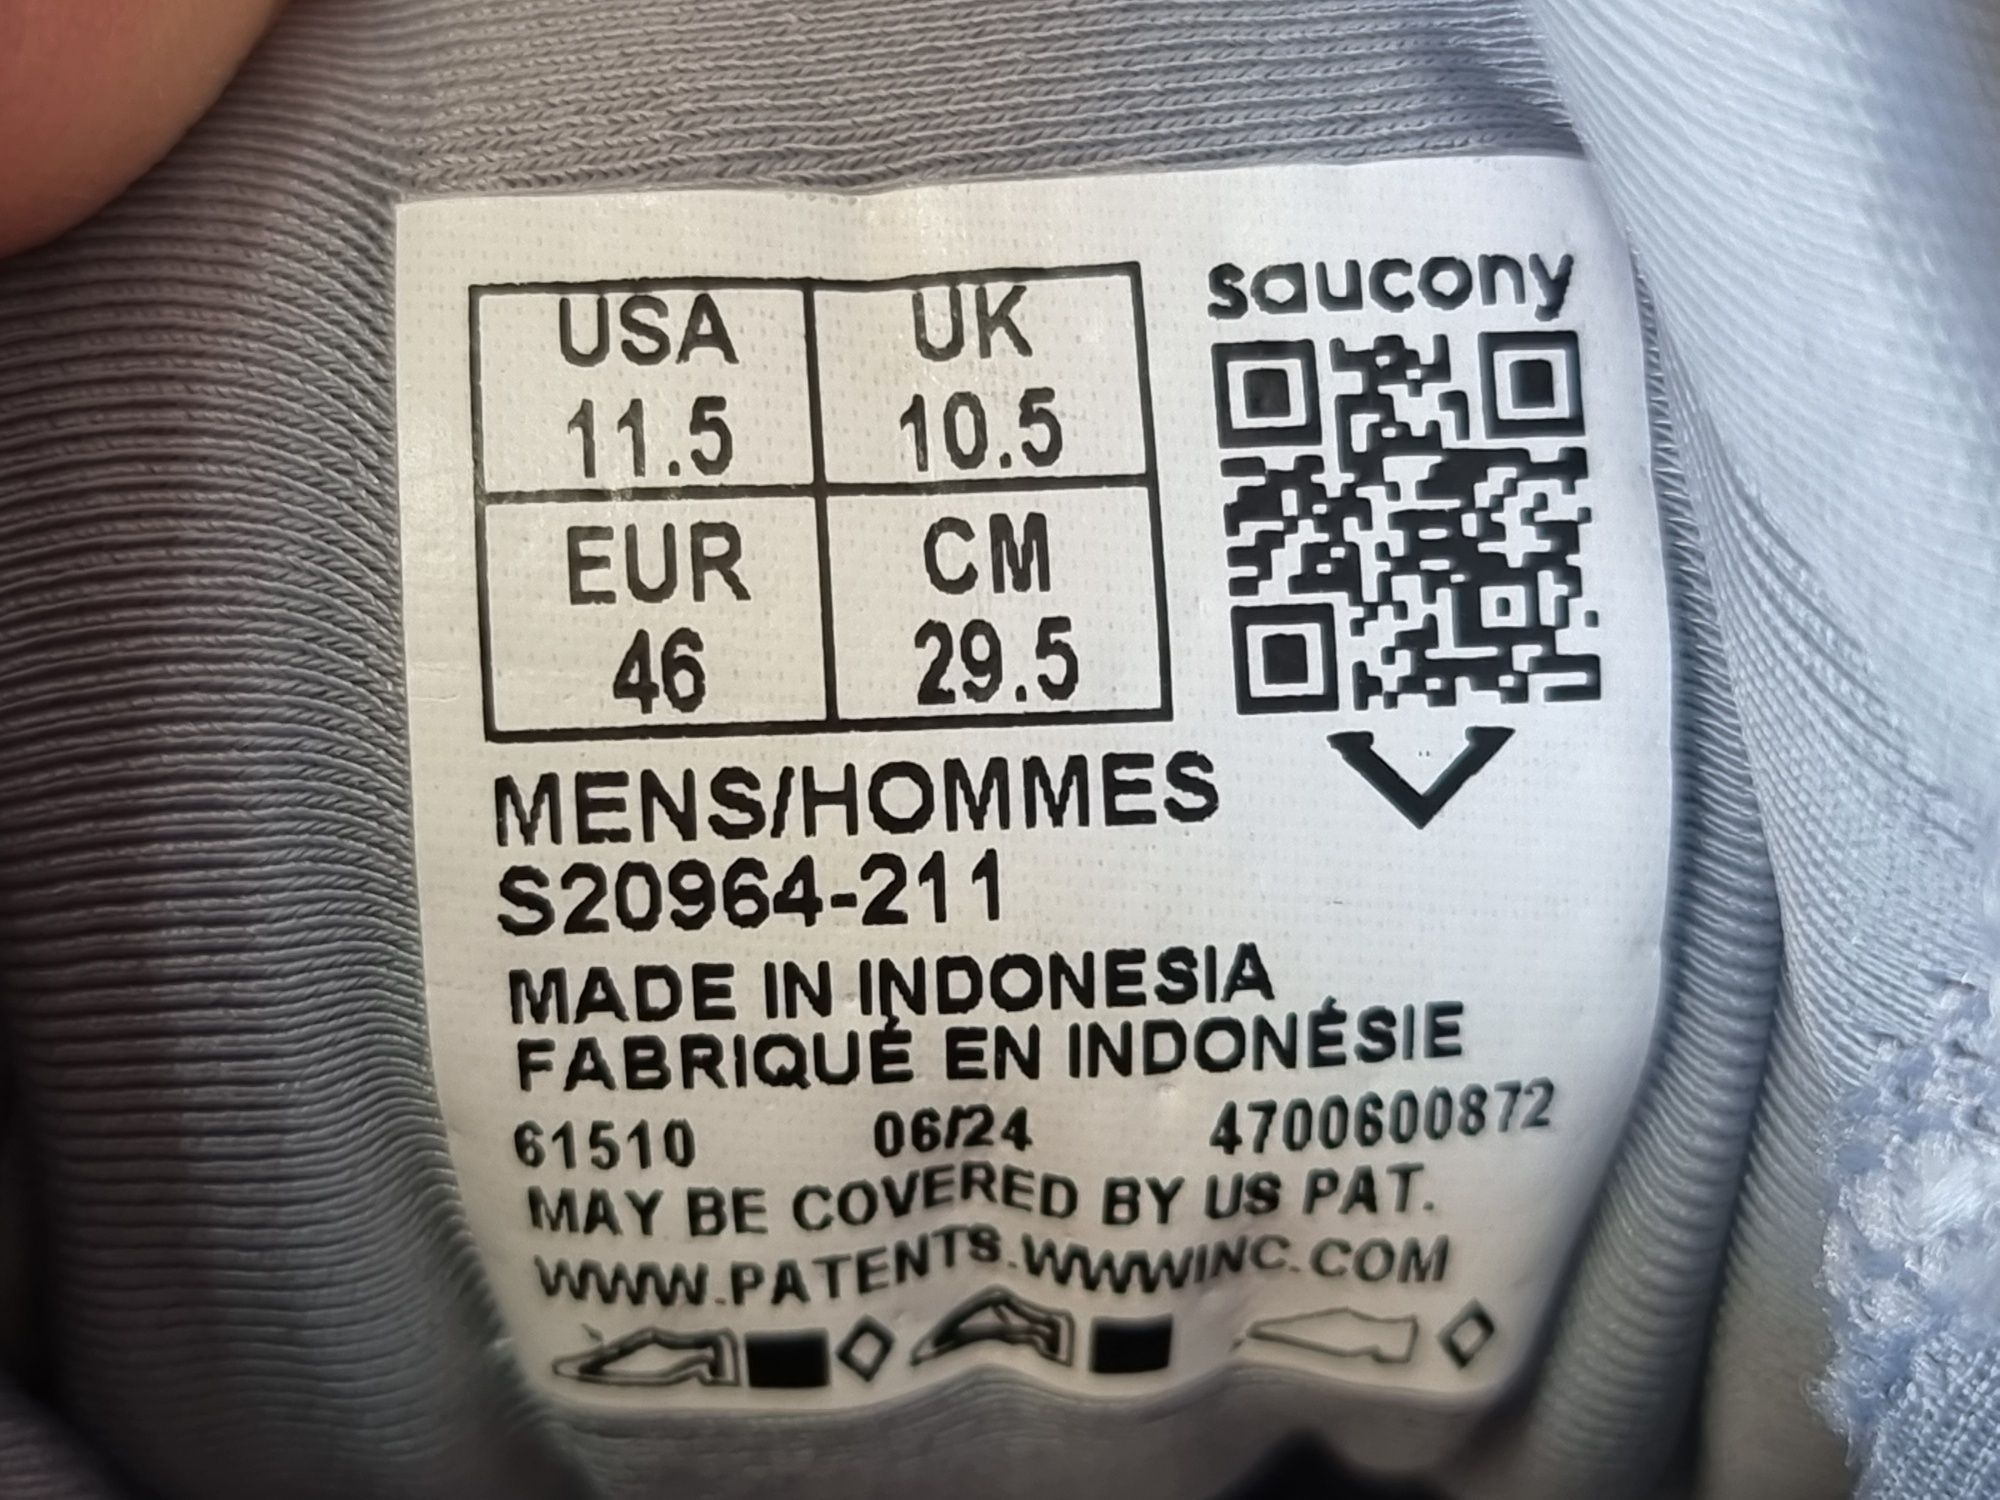 saucony
USA UK
11.5 10.5
EUR CM
46 29.5
MENS/HOMMES
S20964-211
MADE IN INDONESIA
FABRIQUÉ EN INDONÉSIE
61510 06/24 4700600872
MAY BE COVERED BY US PAT.
WWW.PATENTS.WWWINC.COM